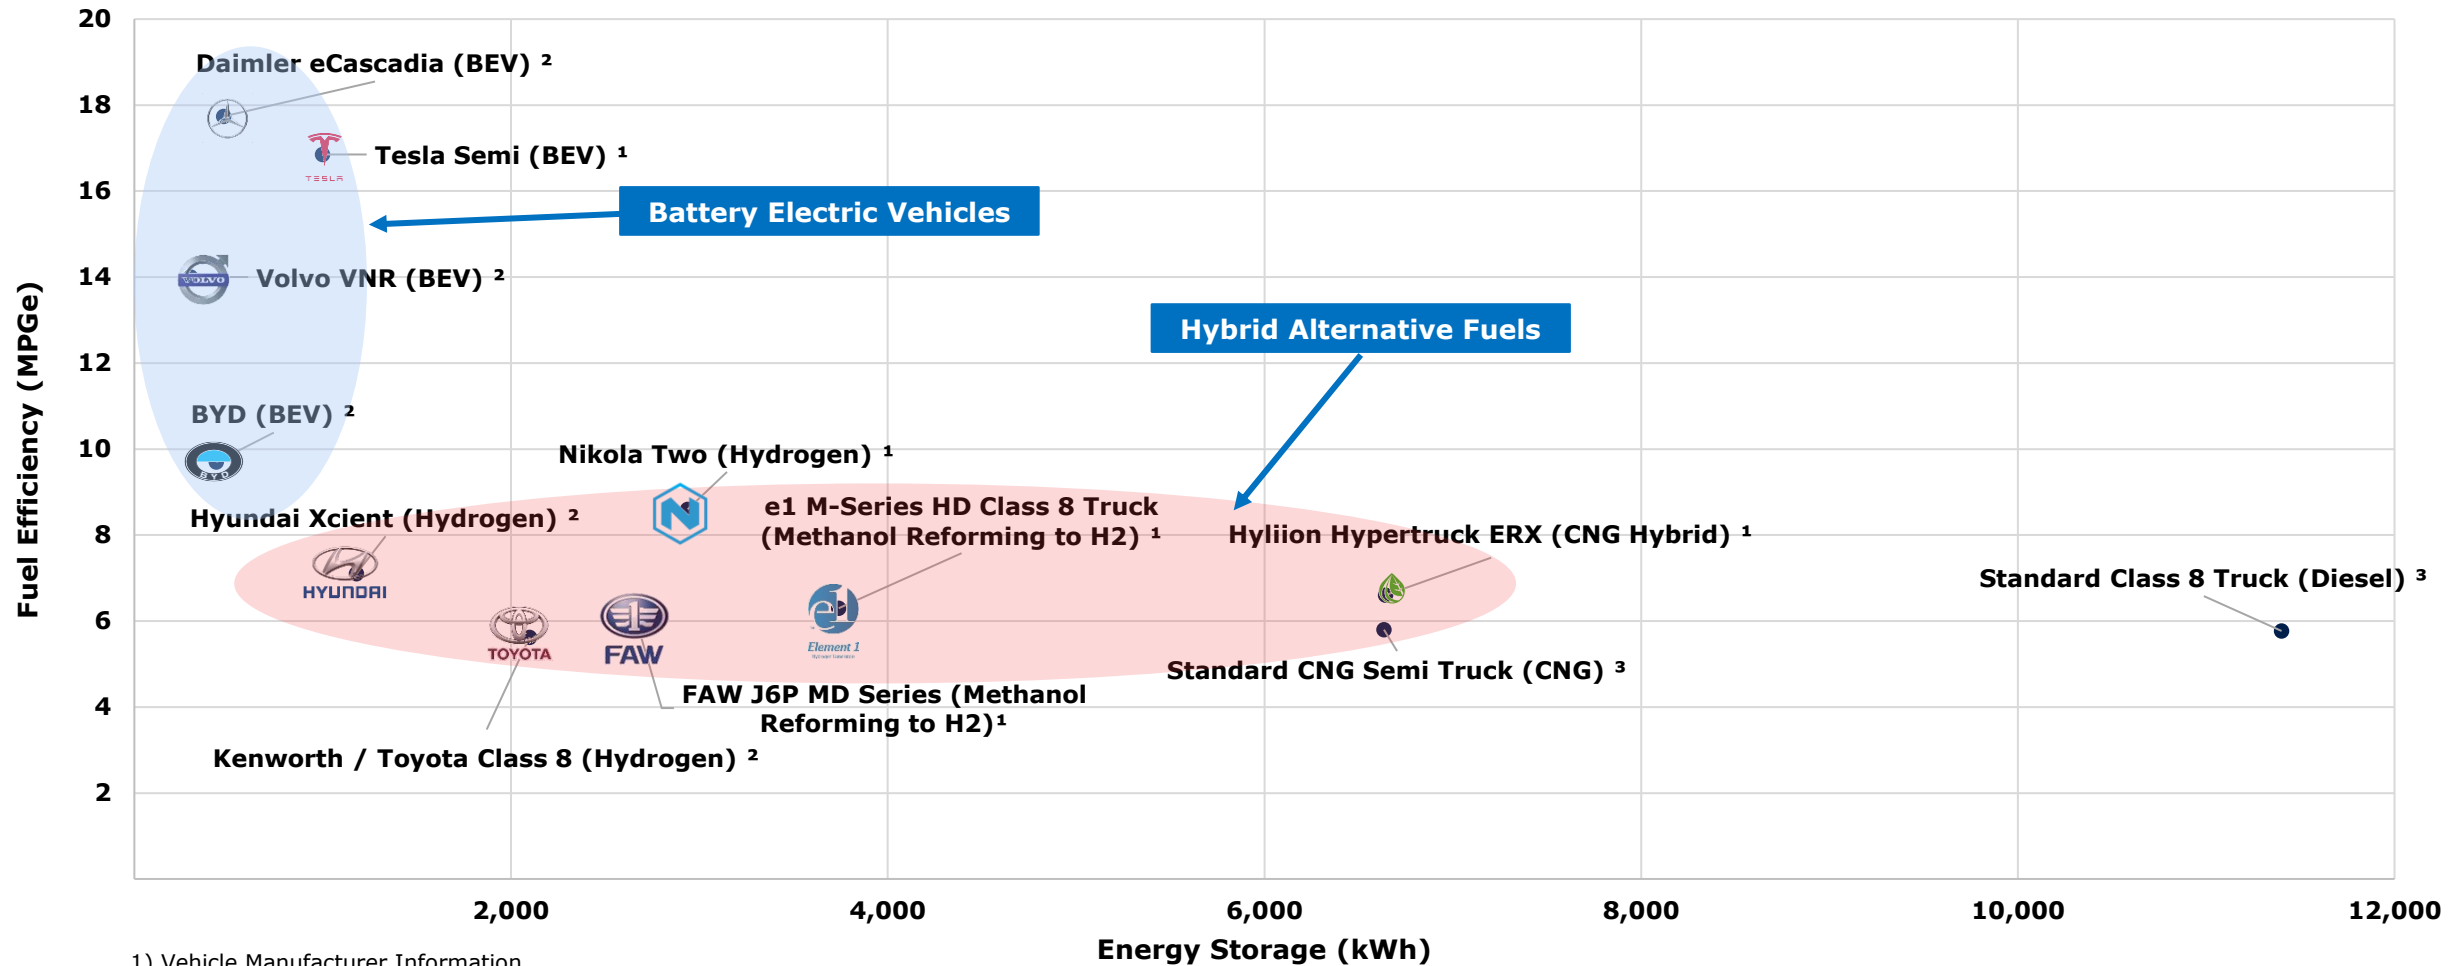 20
Daimler eCascadia (BEV) ²
18
Tesla Semi (BEV) ¹
TESLA
16
Battery Electric Vehicles
14
VOLVO
Volvo VNR (BEV) ²
Hybrid Alternative Fuels
12
BYD (BEV) ²
10
BYD
Nikola Two (Hydrogen) ¹
N
e1 M-Series HD Class 8 Truck
(Methanol Reforming to H2) ¹
Hyundai Xcient (Hydrogen) ²
8
Hyliion Hypertruck ERX (CNG Hybrid) ¹
Standard Class 8 Truck (Diesel) ³
HYUNDAI
6
TOYOTA
1
FAW
e1
Element 1
Standard CNG Semi Truck (CNG) ³
FAW J6P MD Series (Methanol
Reforming to H2)¹
4
Kenworth / Toyota Class 8 (Hydrogen) ²
2
Fuel Efficiency (MPGe)
2,000
4,000
6,000
8,000
10,000
12,000
Energy Storage (kWh)
1) Vehicle Manufacturer Information